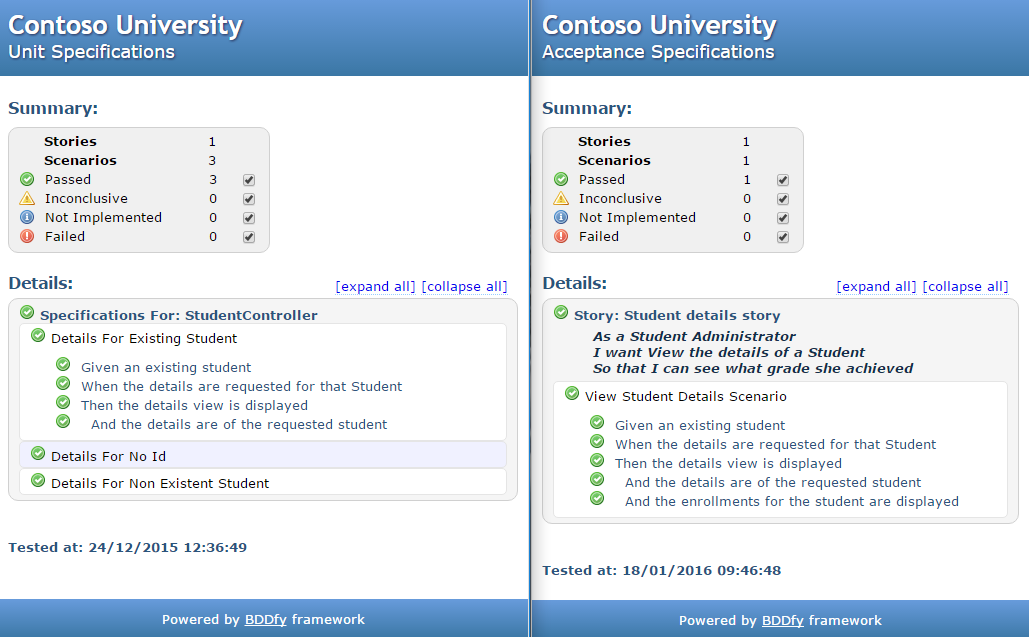 Contoso University
Unit Specifications
Summary:
Stories 1
Scenarios 3
Passed 3
Inconclusive 0
Not Implemented 0
Failed 0
Details:
[expand all] [collapse all]
Specifications For: StudentController
Details For Existing Student
Given an existing student
When the details are requested for that Student
Then the details view is displayed
And the details are of the requested student
Details For No Id
Details For Non Existent Student
Tested at: 24/12/2015 12:36:49
Powered by BDDfy framework
Contoso University
Acceptance Specifications
Summary:
Stories 1
Scenarios 1
Passed 1
Inconclusive 0
Not Implemented 0
Failed 0
Details:
[expand all] [collapse all]
Story: Student details story
As a Student Administrator
I want View the details of a Student
So that I can see what grade she achieved
View Student Details Scenario
Given an existing student
When the details are requested for that Student
Then the details view is displayed
And the details are of the requested student
And the enrollments for the student are displayed
Tested at: 18/01/2016 09:46:48
Powered by BDDfy framework